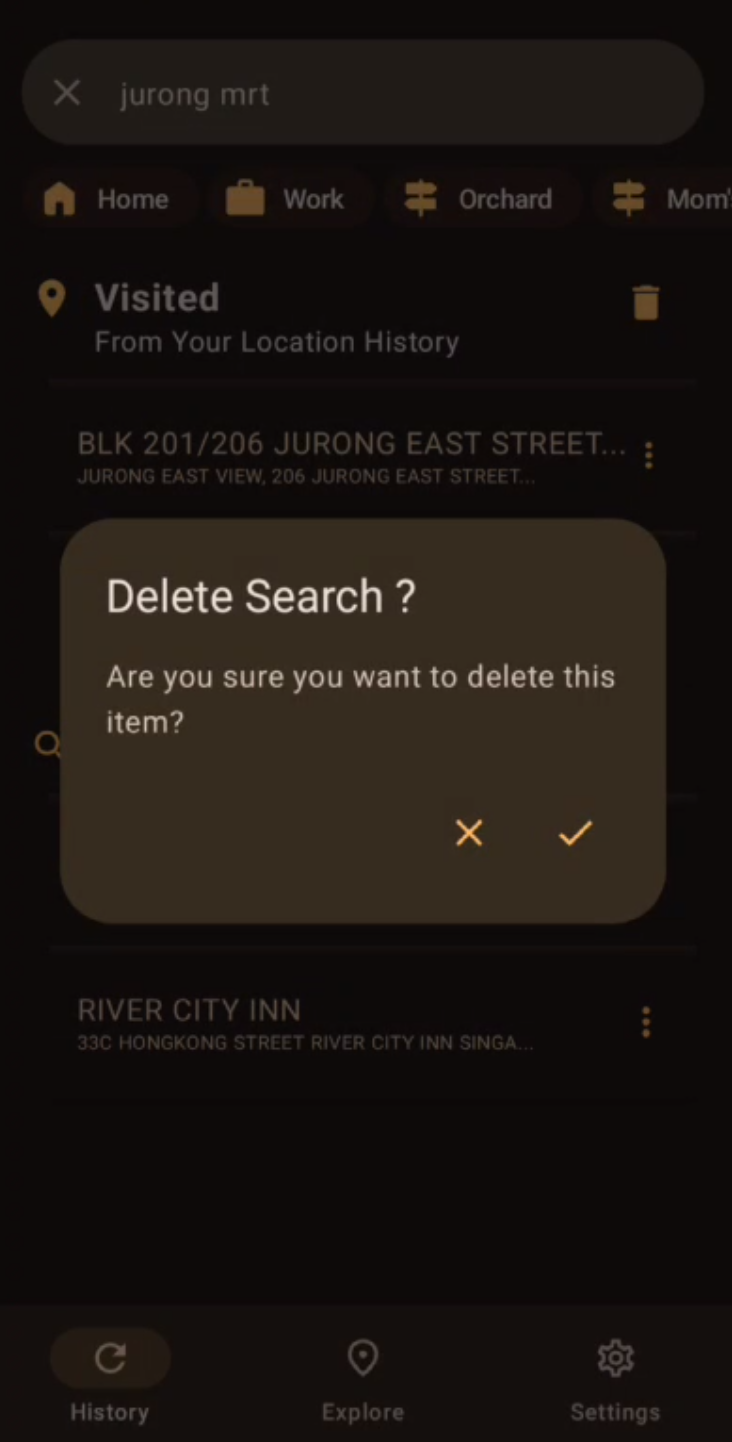 jurong mrt
Home Work Orchard Mom's
Visited
From Your Location History
BLK 201/206 JURONG EAST STREET...
JURONG EAST VIEW, 206 JURONG EAST STREET...
Delete Search ?
Are you sure you want to delete this
item?
RIVER CITY INN
33C HONGKONG STREET RIVER CITY INN SINGA...
History Explore Settings